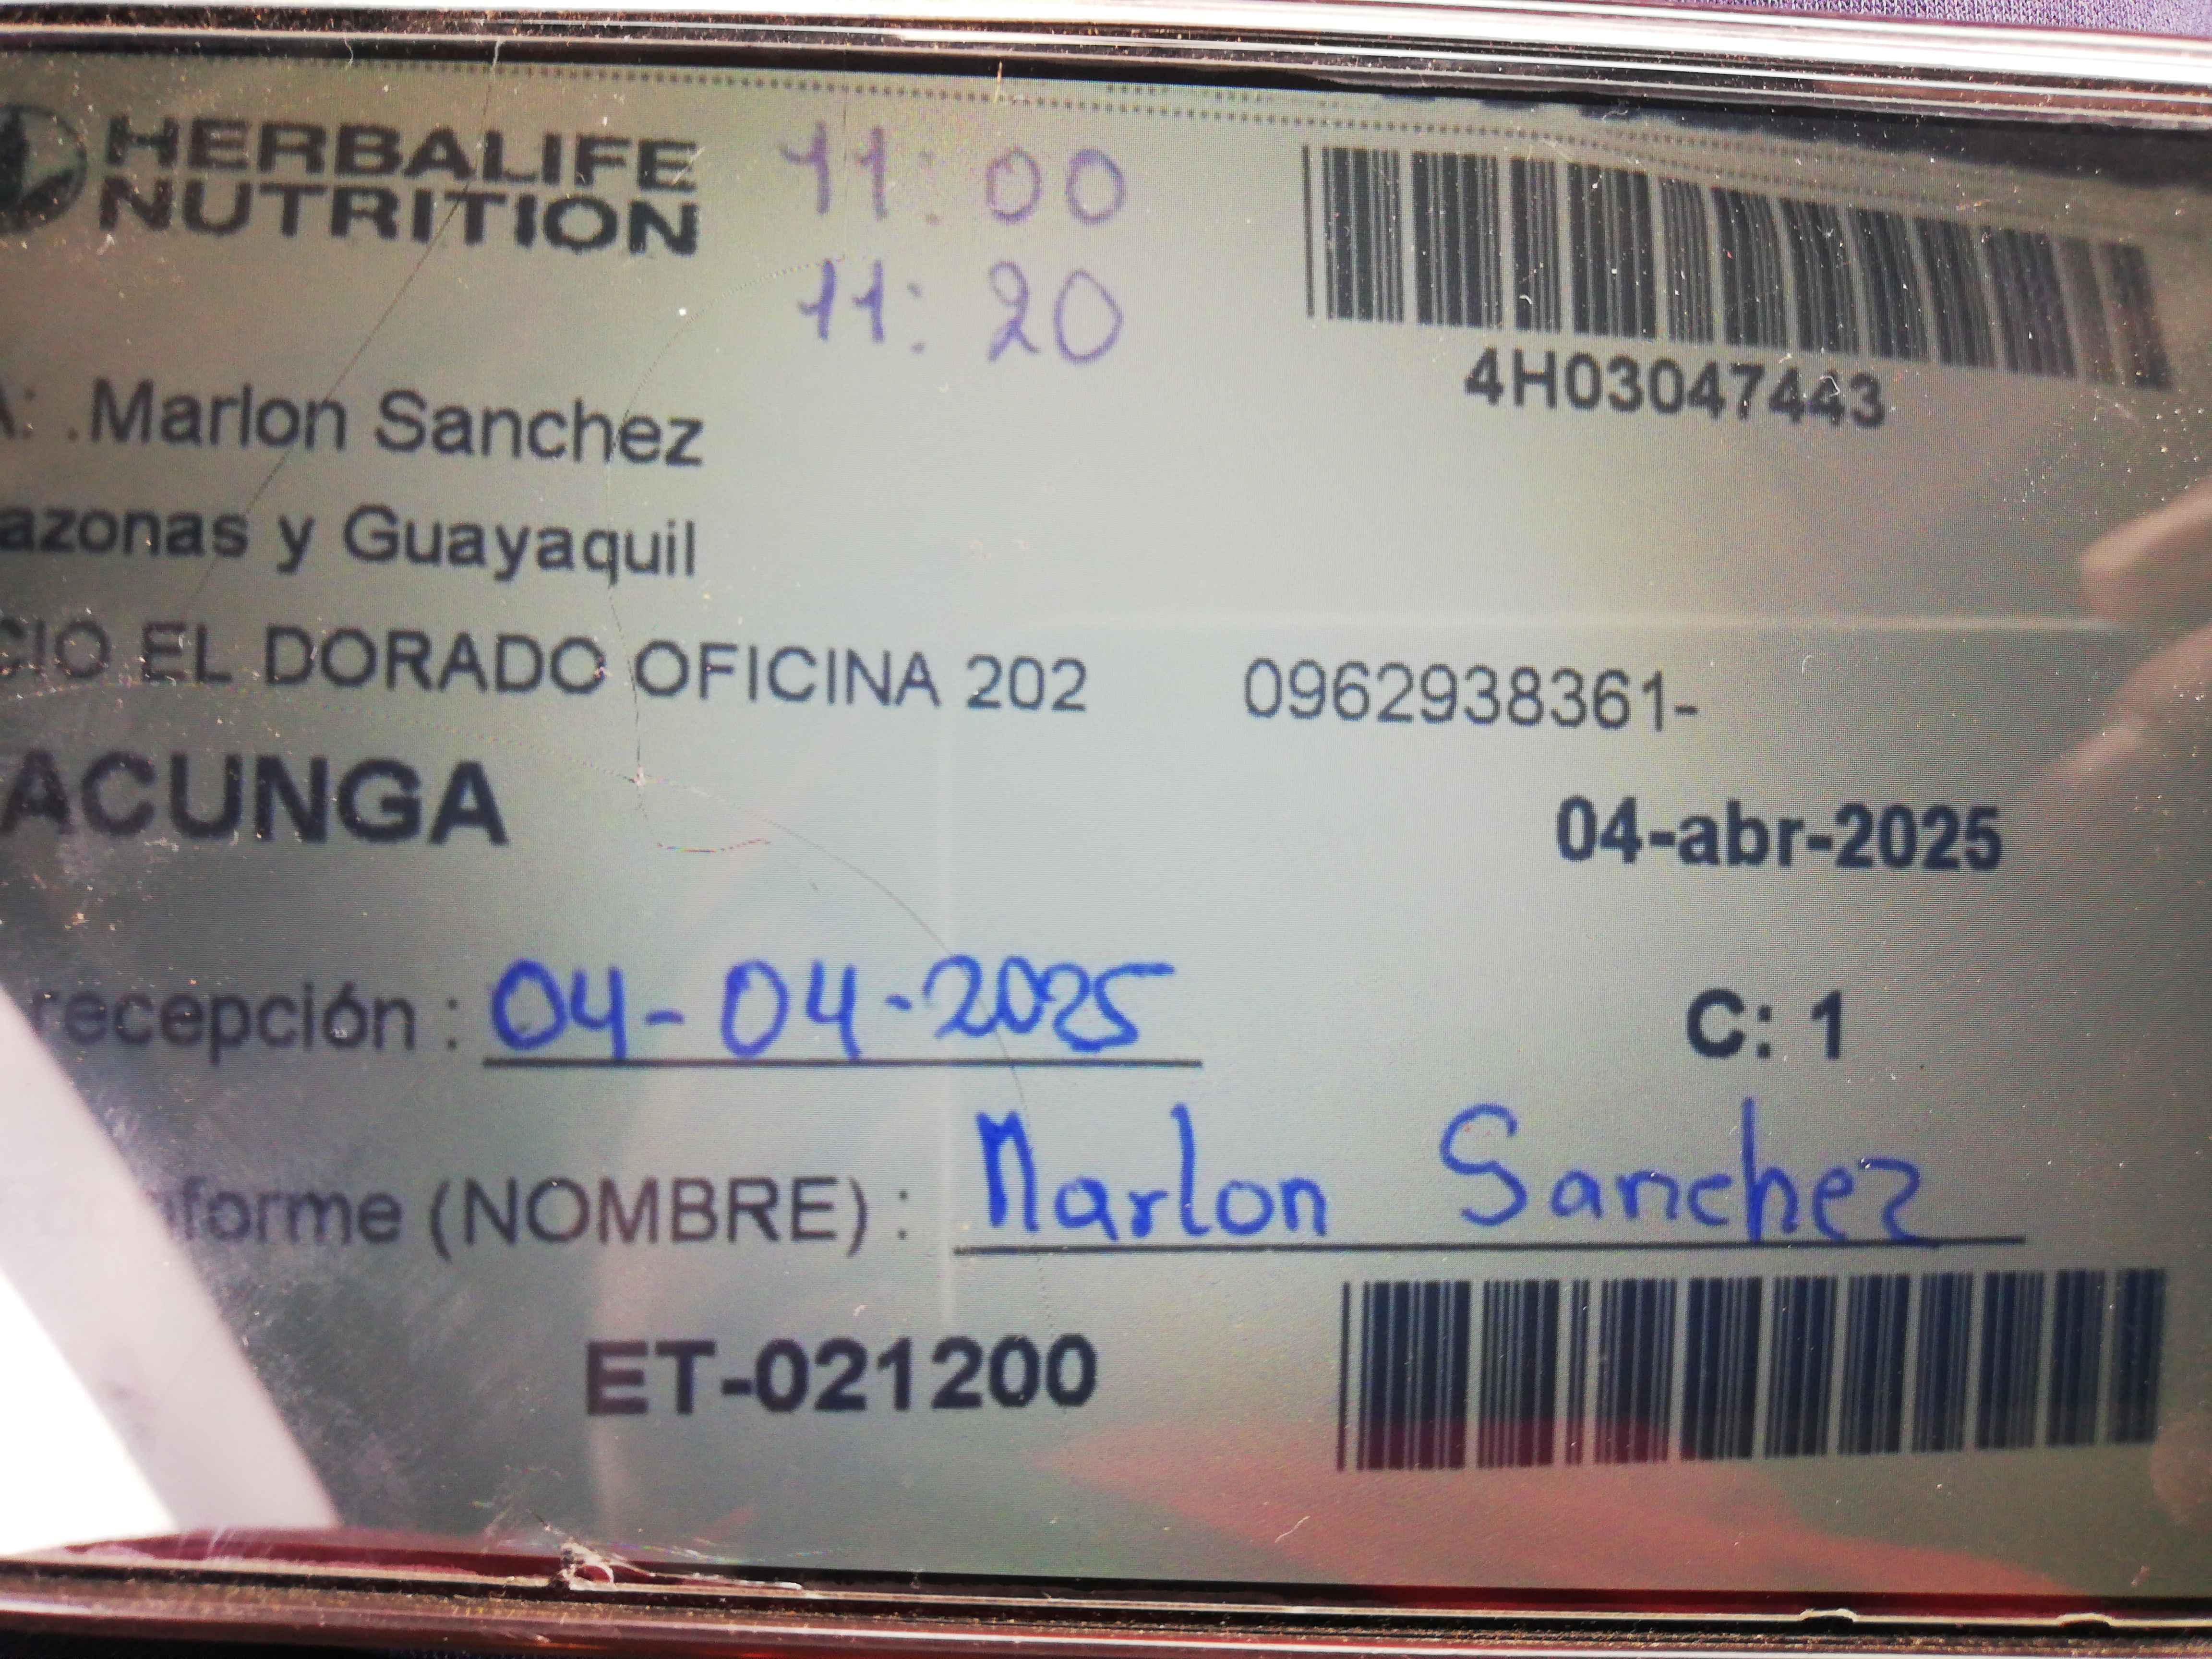 HERBALIFE
NUTRITION
11:00
11:20
4H03047443
A: .Marlon Sanchez
azonas y Guayaquil
CIO EL DORADO OFICINA 202 0962938361-
ACUNGA
04-abr-2025
recepción : 04-04-2025
C: 1
forme (NOMBRE) : Marlon Sanchez
ET-021200